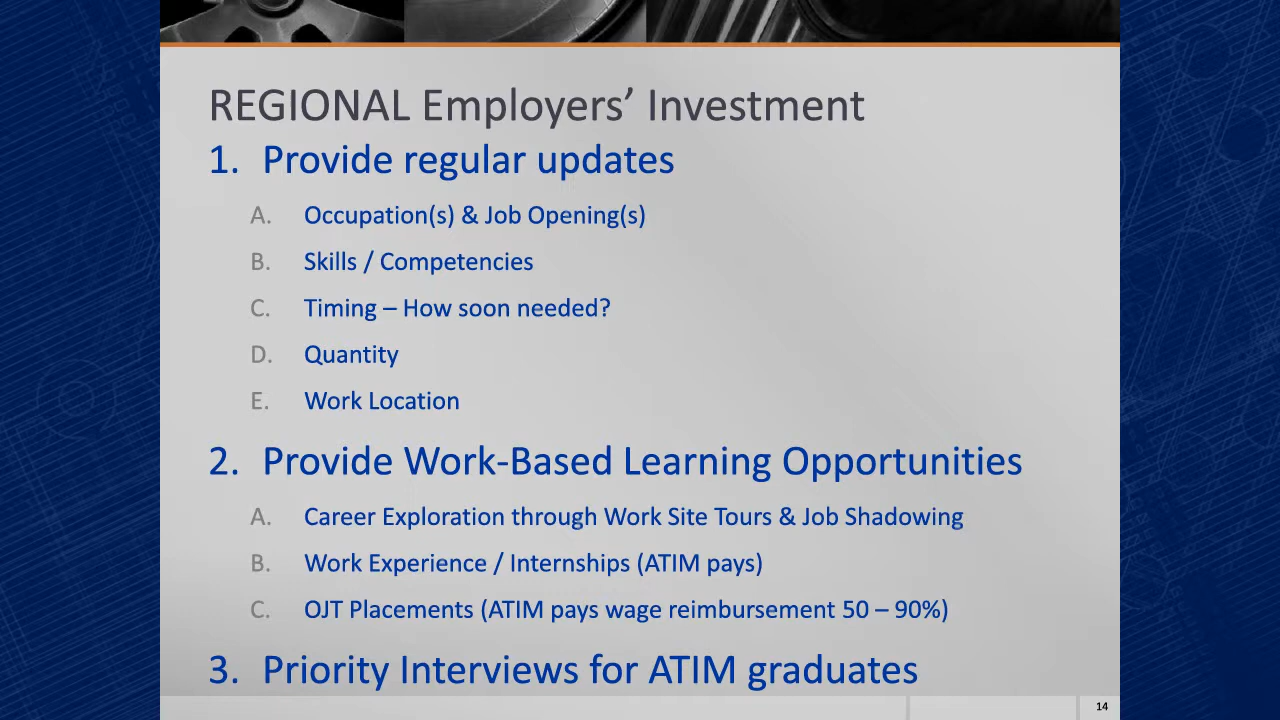 REGIONAL Employers’ Investment
1. Provide regular updates
A. Occupation(s) & Job Opening(s)
B. Skills / Competencies
C. Timing – How soon needed?
D. Quantity
E. Work Location
2. Provide Work-Based Learning Opportunities
A. Career Exploration through Work Site Tours & Job Shadowing
B. Work Experience / Internships (ATIM pays)
C. OJT Placements (ATIM pays wage reimbursement 50 – 90%)
3. Priority Interviews for ATIM graduates
14